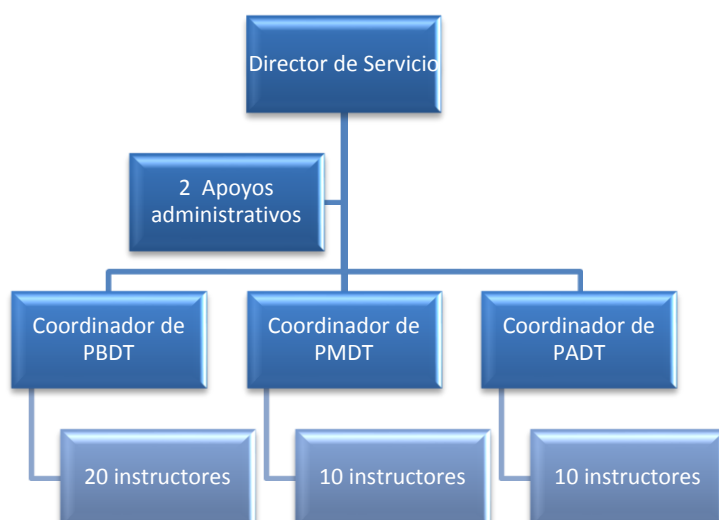 Director de Servicio
2 Apoyos
administrativos
Coordinador de
PBDT
Coordinador de
PMDT
Coordinador de
PADT
20 instructores
10 instructores
10 instructores